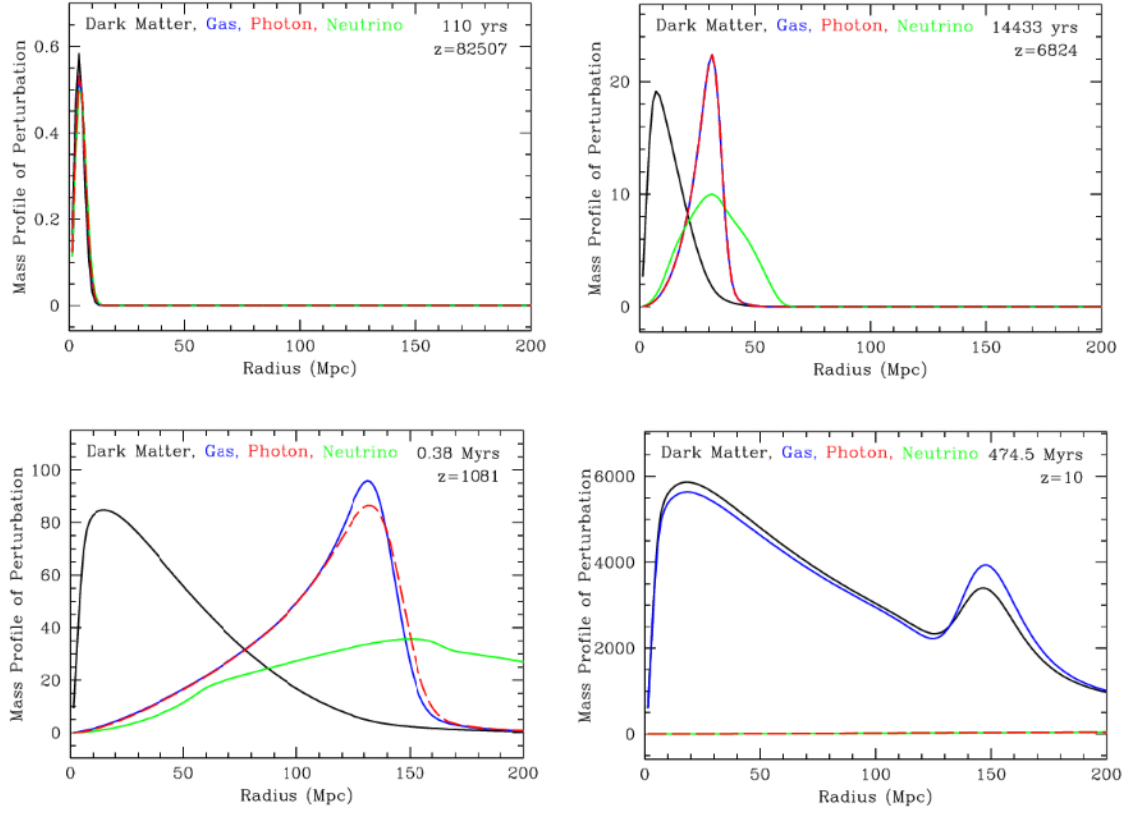 Dark Matter, Gas, Photon, Neutrino 110 yrs
z=82507
0.6
0.4
0.2
0
Mass Profile of Perturbation
0 50 100 150 200
Radius (Mpc)
Dark Matter, Gas, Photon, Neutrino 14433 yrs
z=6824
20
10
0
Mass Profile of Perturbation
0 50 100 150 200
Radius (Mpc)
Dark Matter, Gas, Photon, Neutrino 0.38 Myrs
z=1081
100
80
60
40
20
0
Mass Profile of Perturbation
0 50 100 150 200
Radius (Mpc)
Dark Matter, Gas, Photon, Neutrino 474.5 Myrs
z=10
6000
4000
2000
0
Mass Profile of Perturbation
0 50 100 150 200
Radius (Mpc)